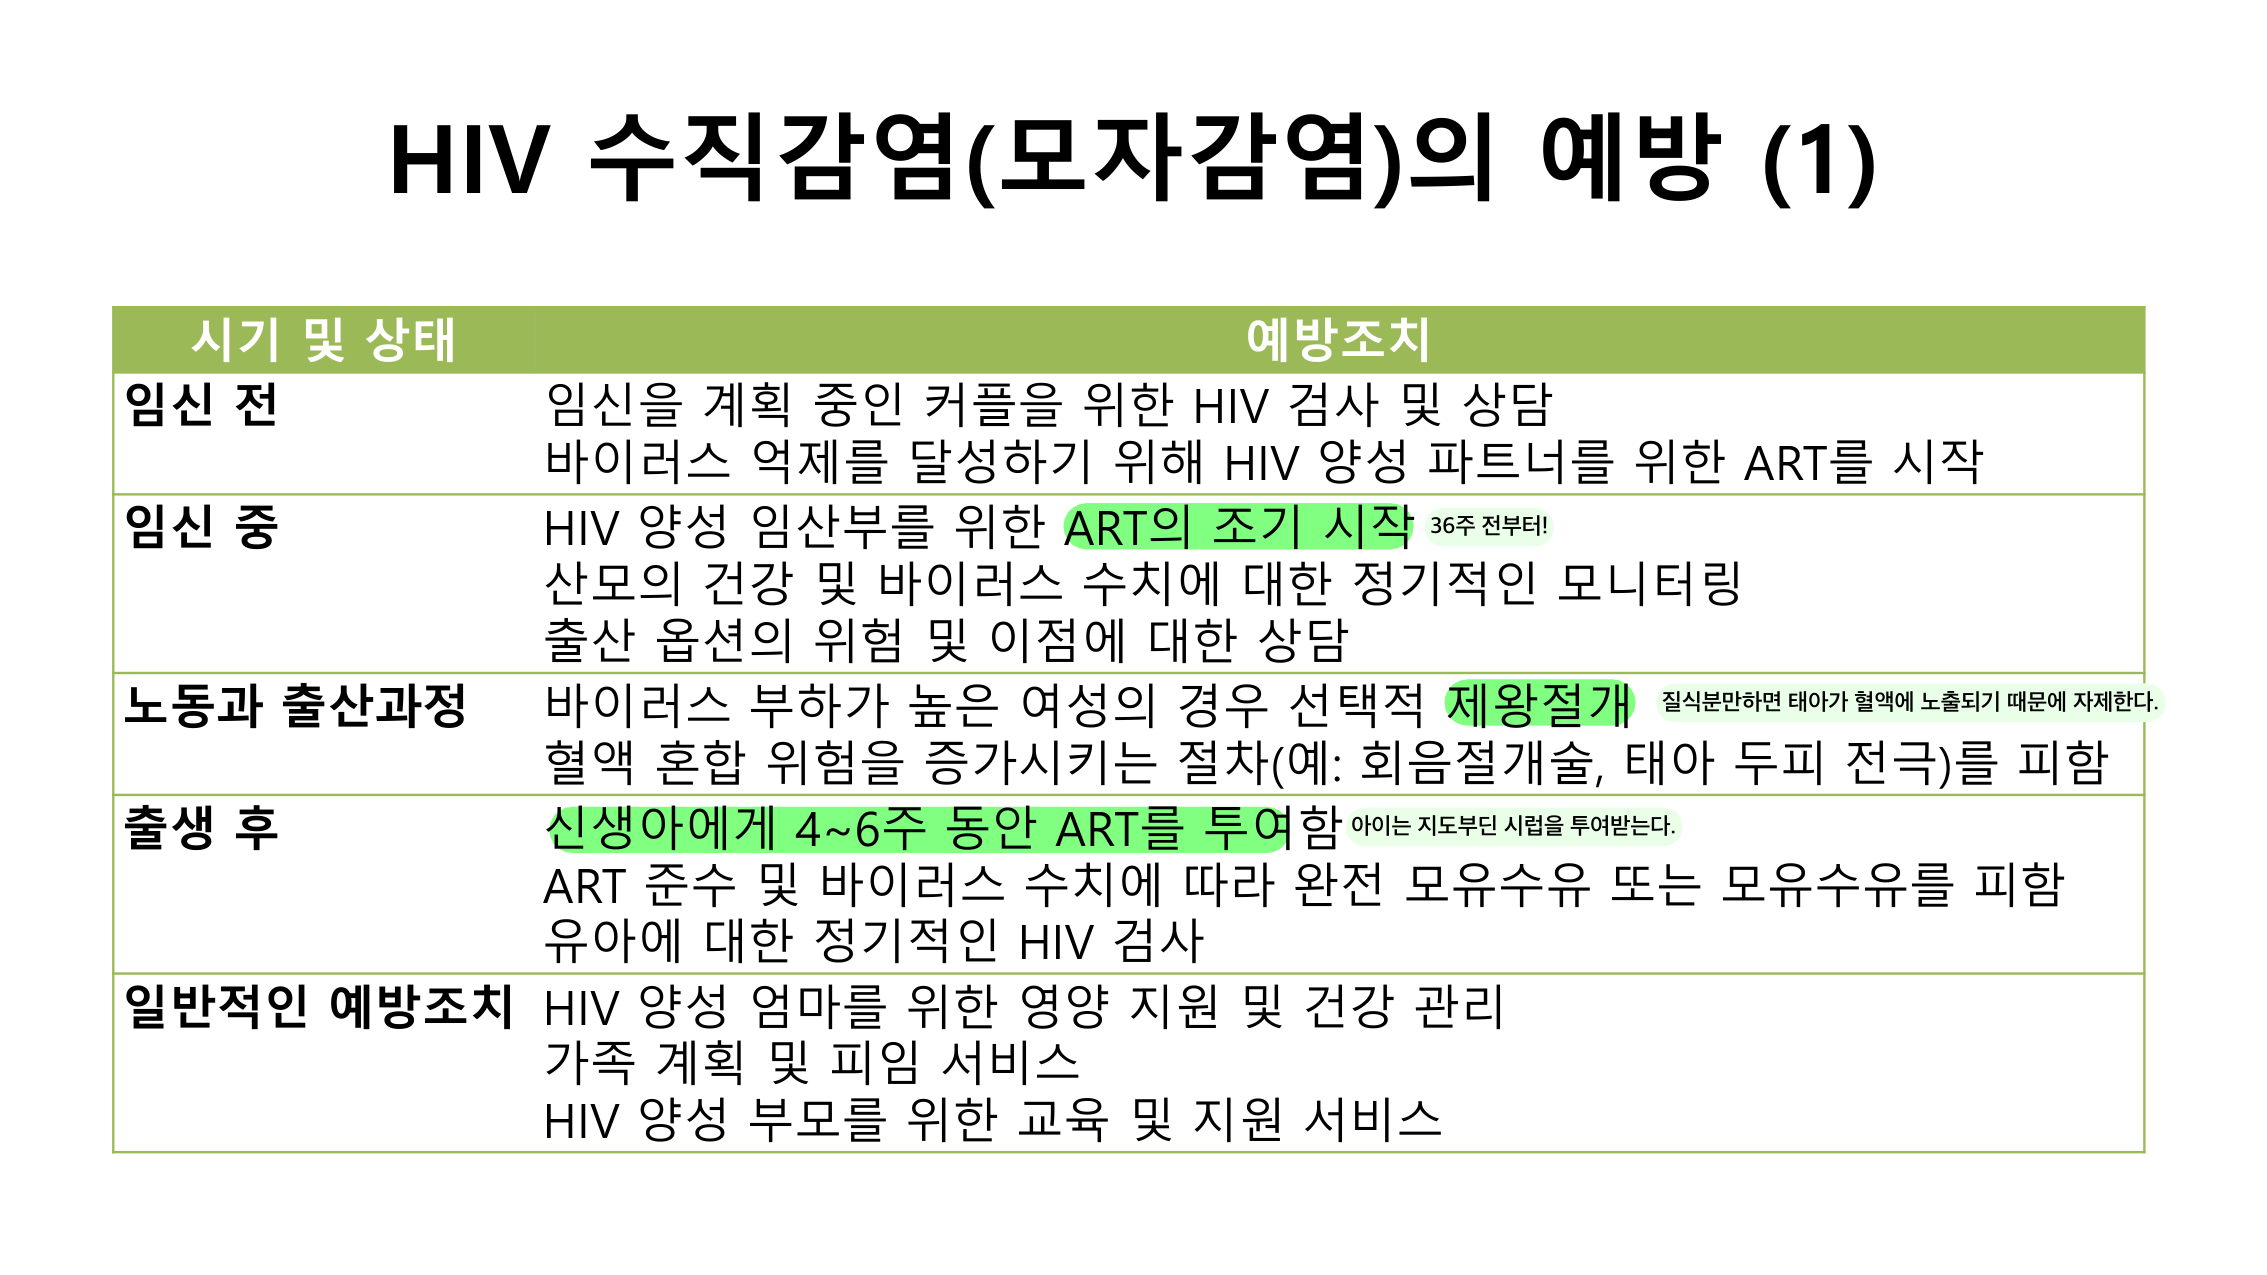 HIV 수직감염(모자감염)의 예방 (1)
시기 및 상태 예방조치
임신 전 임신을 계획 중인 커플을 위한 HIV 검사 및 상담
바이러스 억제를 달성하기 위해 HIV 양성 파트너를 위한 ART를 시작
임신 중 HIV 양성 임산부를 위한 ART의 조기 시작 36주 전부터!
산모의 건강 및 바이러스 수치에 대한 정기적인 모니터링
출산 옵션의 위험 및 이점에 대한 상담
노동과 출산과정 바이러스 부하가 높은 여성의 경우 선택적 제왕절개 질식분만하면 태아가 혈액에 노출되기 때문에 자제한다.
혈액 혼합 위험을 증가시키는 절차(예: 회음절개술, 태아 두피 전극)를 피함
출생 후 신생아에게 4~6주 동안 ART를 투여함 아이는 지도부딘 시럽을 투여받는다.
ART 준수 및 바이러스 수치에 따라 완전 모유수유 또는 모유수유를 피함
유아에 대한 정기적인 HIV 검사
일반적인 예방조치 HIV 양성 엄마를 위한 영양 지원 및 건강 관리
가족 계획 및 피임 서비스
HIV 양성 부모를 위한 교육 및 지원 서비스